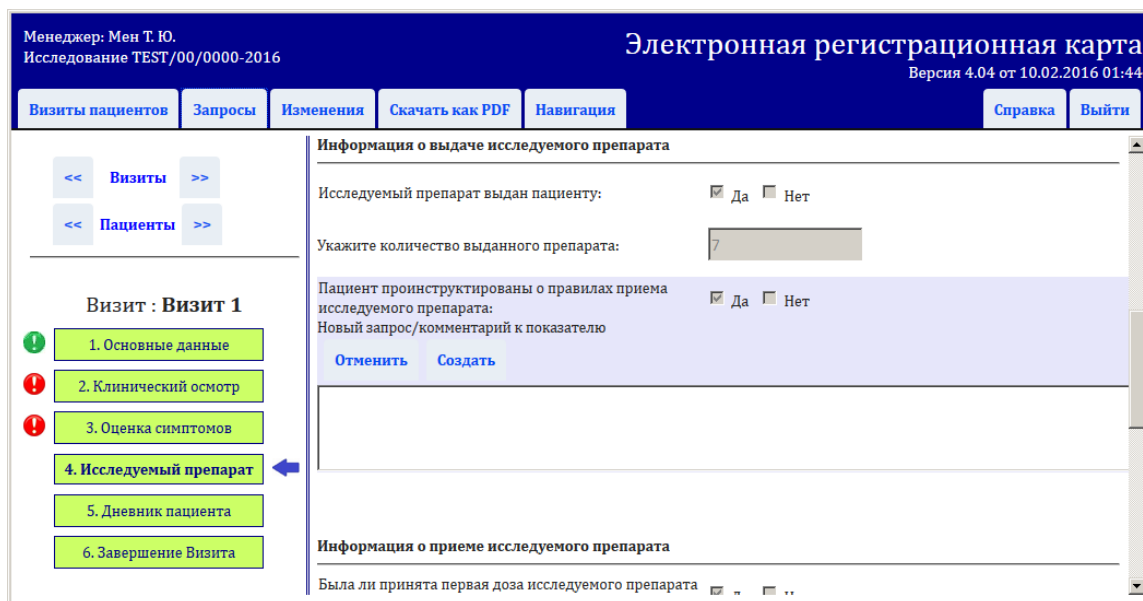 Менеджер: Мен Т. Ю.
Исследование TEST/00/0000-2016
Электронная регистрационная карта
Версия 4.04 от 10.02.2016 01:44
Визиты пациентов Запросы Изменения Скачать как PDF Навигация Справка Выйти
<< Визиты >>
<< Пациенты >>
Визит : Визит 1
1. Основные данные
2. Клинический осмотр
3. Оценка симптомов
4. Исследуемый препарат
5. Дневник пациента
6. Завершение Визита
Информация о выдаче исследуемого препарата
Исследуемый препарат выдан пациенту: Да Нет
Укажите количество выданного препарата: 7
Пациент проинструктированы о правилах приема
исследуемого препарата: Да Нет
Новый запрос/комментарий к показателю
Отменить Создать
Информация о приеме исследуемого препарата
Была ли принята первая доза исследуемого препарата